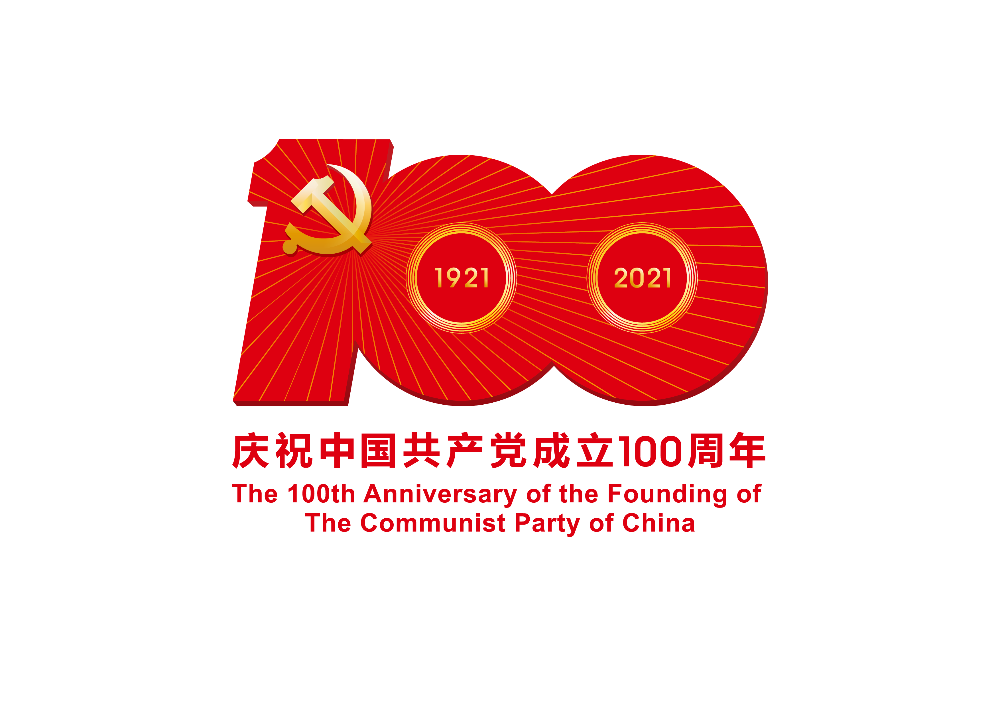 100
1921 2021
庆祝中国共产党成立100周年
The 100th Anniversary of the Founding of
The Communist Party of China